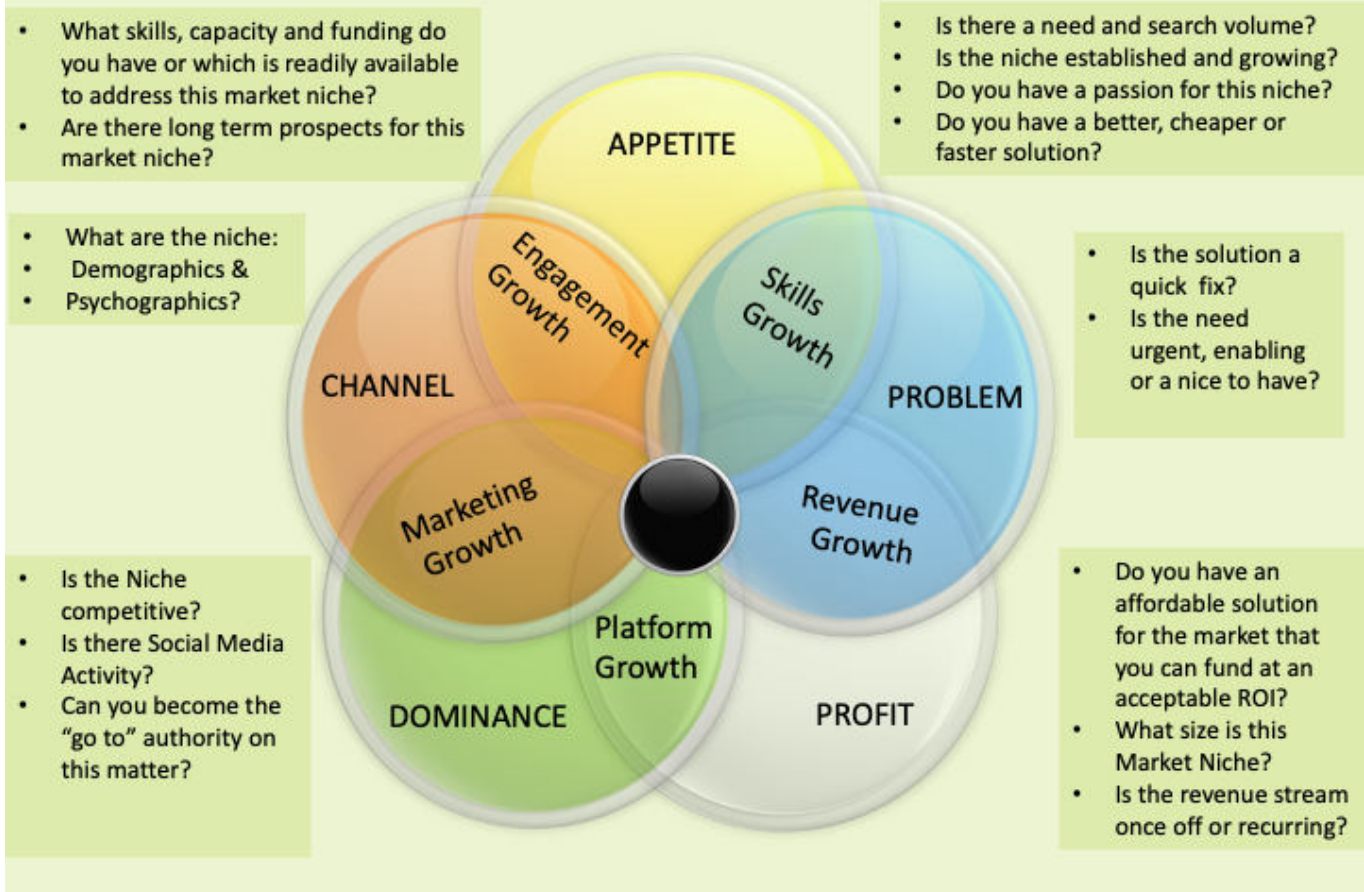 • What skills, capacity and funding do
you have or which is readily available
to address this market niche?
• Are there long term prospects for this
market niche?
• Is there a need and search volume?
• Is the niche established and growing?
• Do you have a passion for this niche?
• Do you have a better, cheaper or
faster solution?
APPETITE
• What are the niche:
• Demographics &
• Psychographics?
Engagement
Growth
Skills
Growth
• Is the solution a
quick fix?
• Is the need
urgent, enabling
or a nice to have?
CHANNEL
PROBLEM
Marketing
Growth
Revenue
Growth
• Is the Niche
competitive?
• Is there Social Media
Activity?
• Can you become the
“go to” authority on
this matter?
Platform
Growth
DOMINANCE
PROFIT
• Do you have an
affordable solution
for the market that
you can fund at an
acceptable ROI?
• What size is this
Market Niche?
• Is the revenue stream
once off or recurring?